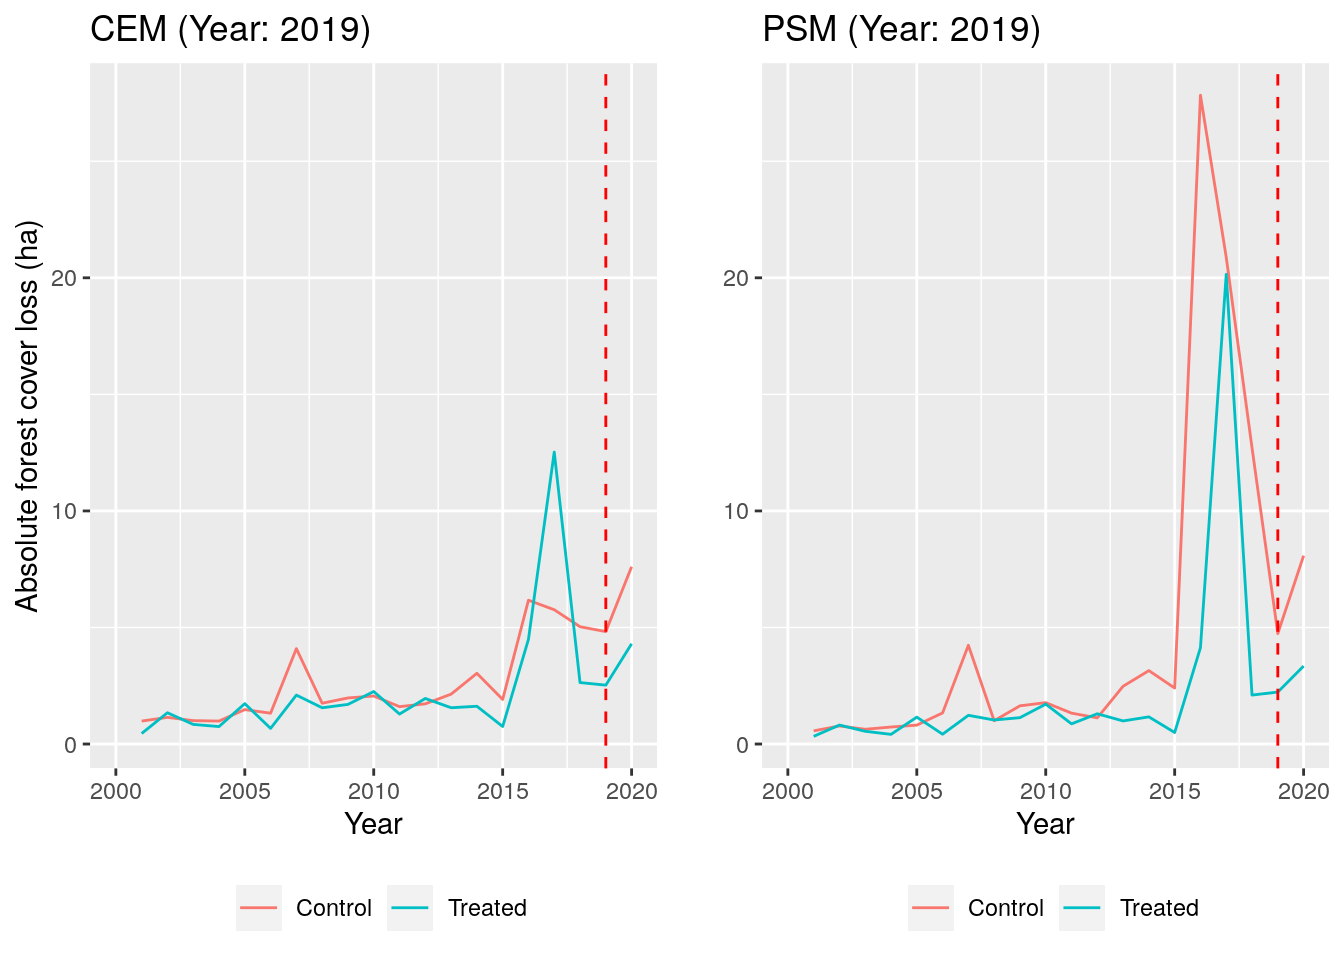 CEM (Year: 2019)
Absolute forest cover loss (ha)
20
10
0
2000 2005 2010 2015 2020
Year
Control Treated
PSM (Year: 2019)
20
10
0
2000 2005 2010 2015 2020
Year
Control Treated